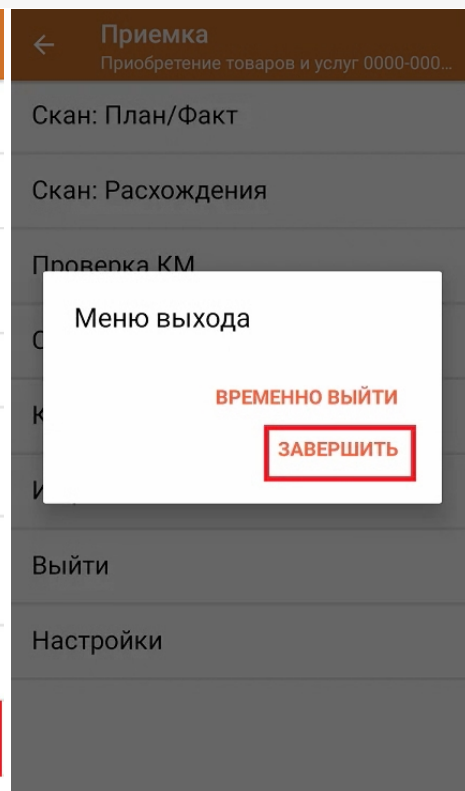 Приемка
Приобретение товаров и услуг 0000-000...
Скан: План/Факт
Скан: Расхождения
Проверка КМ
Меню выхода
ВРЕМЕННО ВЫЙТИ
ЗАВЕРШИТЬ
Выйти
Настройки